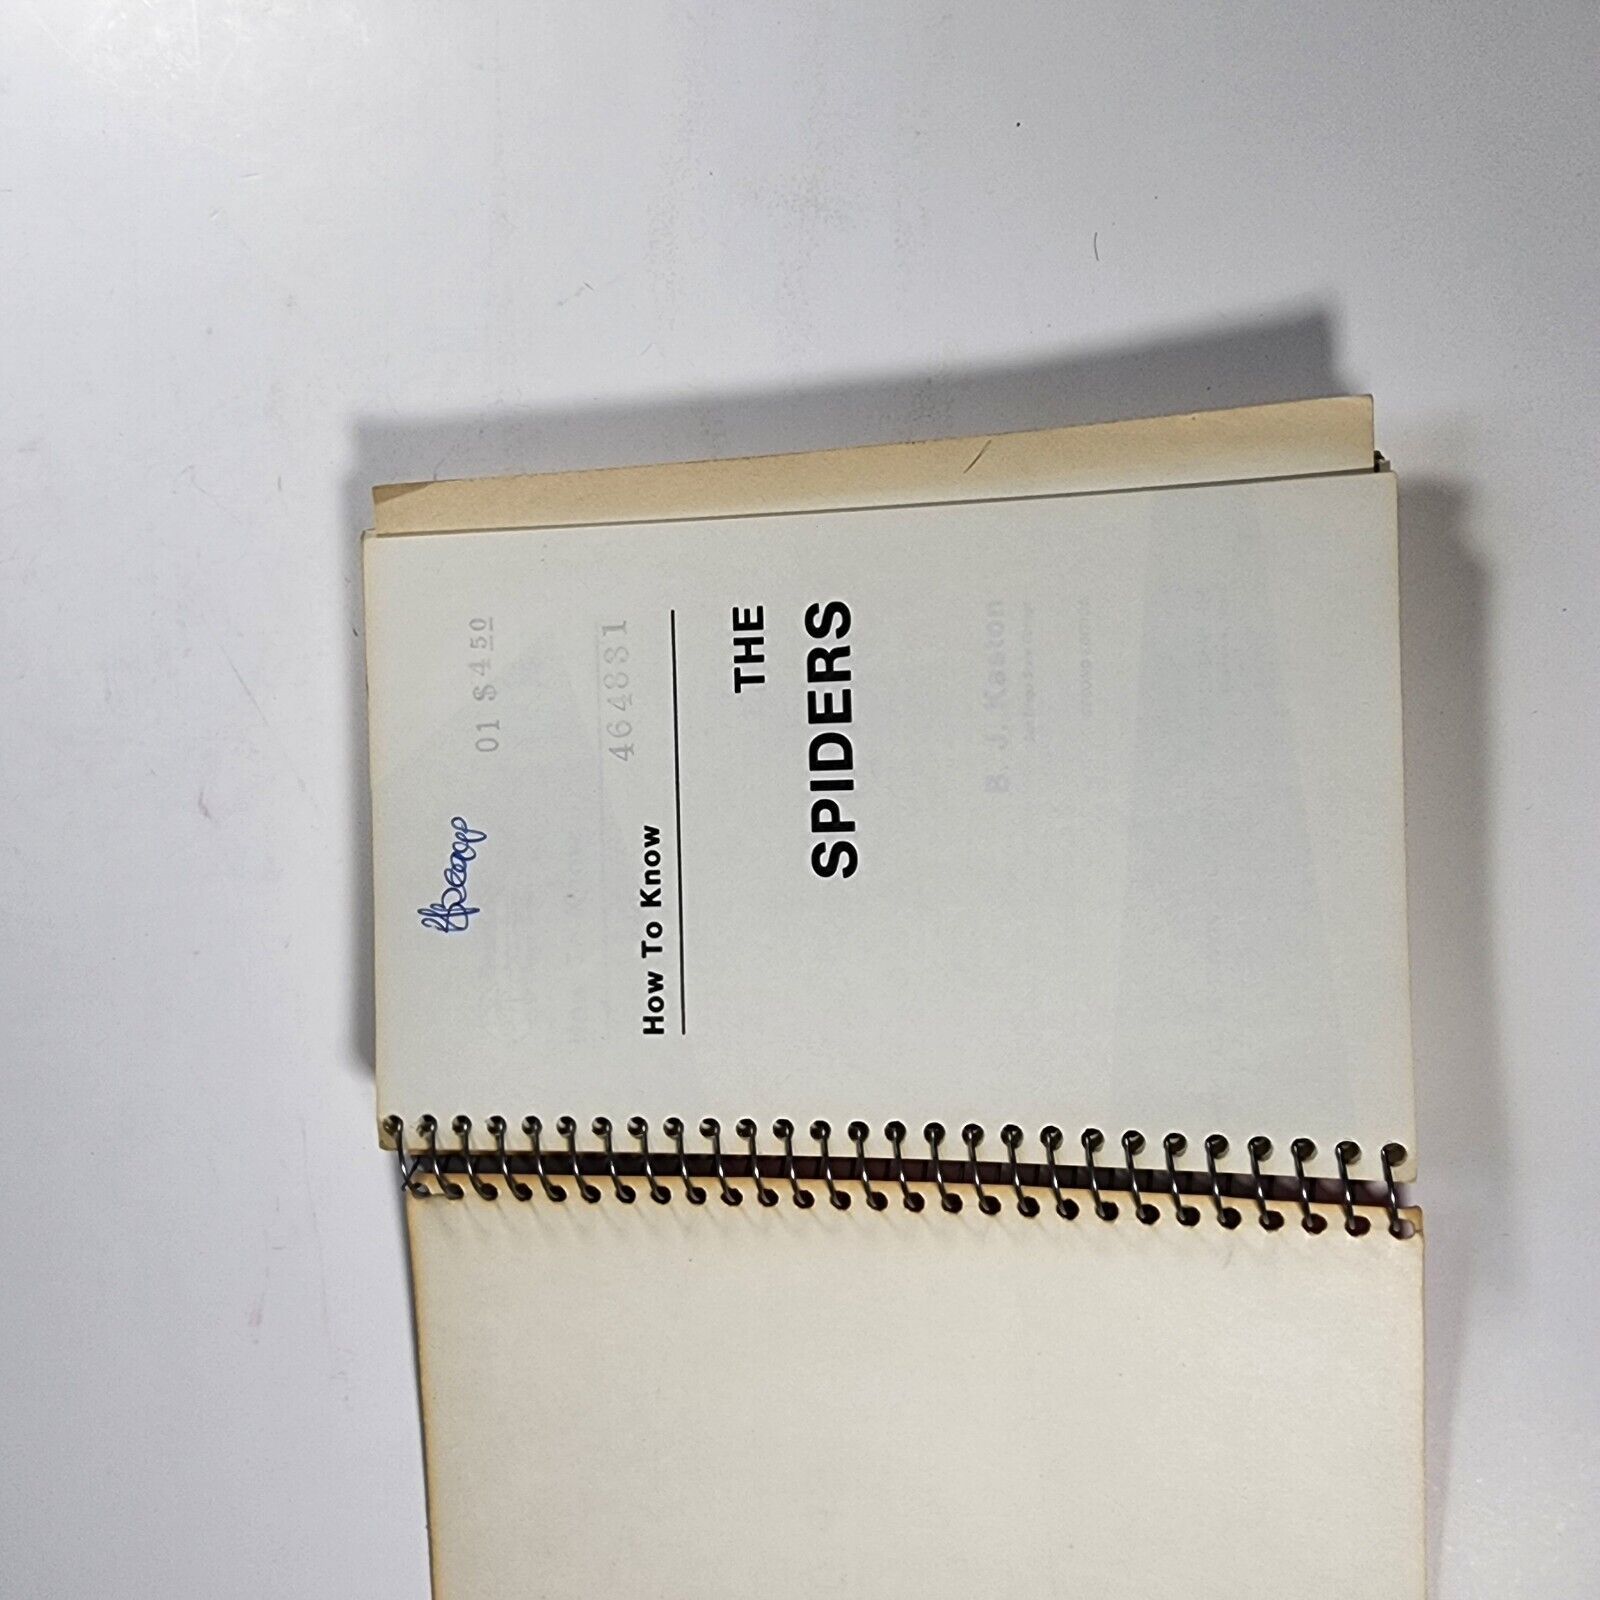 01 $4 50
464831
How To Know
THE
SPIDERS
B. J. Kaston